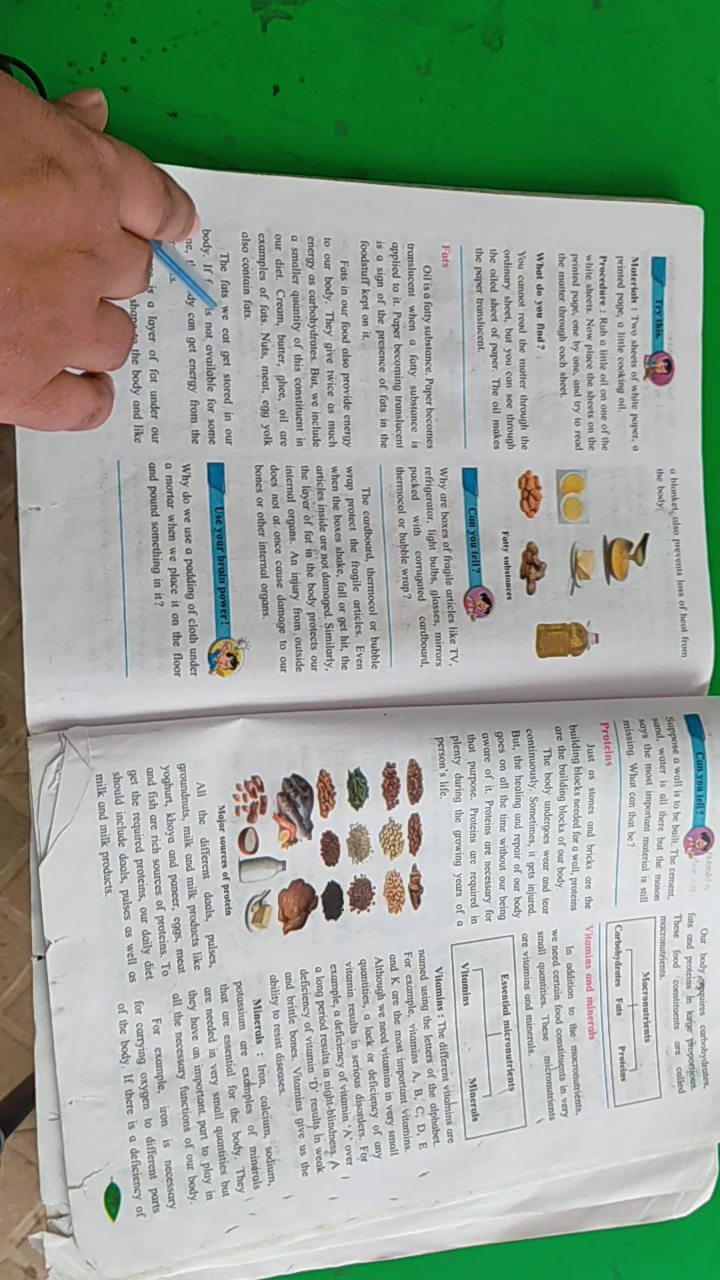 Try this.
Materials : Two sheets of white paper, a
printed page, a little cooking oil.
Procedure : Rub a little oil on one of the
white sheets. Now place the sheets on the
printed page, one by one, and try to read
the matter through each sheet.
What do you find ?
You cannot read the matter through the
ordinary sheet, but you can see through
the oiled sheet of paper. The oil makes
the paper translucent.
Fats
Oil is a fatty substance. Paper becomes
translucent when a fatty substance is
applied to it. Paper becoming translucent
is a sign of the presence of fats in the
foodstuff kept on it.
Fats in our food also provide energy
to our body. They give twice as much
energy as carbohydrates. But, we include
a smaller quantity of this constituent in
our diet. Cream, butter, ghee, oil are
examples of fats. Nuts, meat, egg yolk
also contain fats.
The fats we eat get stored in our
body. If is not available for some
can get energy from the
is a layer of fat under our
the body and like
a blanket, also prevents loss of heat from
the body.
Fatty substances
Can you tell?
Why are boxes of fragile articles like TV,
refrigerator, light bulbs, glasses, mirrors
packed with corrugated cardboard,
thermocol or bubble wrap ?
The cardboard, thermocol or bubble
wrap protect the fragile articles. Even
when the boxes shake, fall or get hit, the
articles inside are not damaged. Similarly,
the layer of fat in the body protects our
internal organs. An injury from outside
does not at once cause damage to our
bones or other internal organs.
Use your brain power!
Why do we use a padding of cloth under
a mortar when we place it on the floor
and pound something in it ?
Can you tell?
Suppose a wall is to be built. The cement,
sand, water is all there but the mason
says the most important material is still
missing. What can that be ?
Proteins
Just as stones and bricks are the
building blocks needed for a wall, proteins
are the building blocks of our body.
The body undergoes wear and tear
continuously. Sometimes, it gets injured.
But, the healing and repair of our body
goes on all the time without our being
aware of it. Proteins are necessary for
that purpose. Proteins are required in
plenty during the growing years of a
person's life.
Major sources of protein
All the different daals, pulses,
groundnuts, milk and milk products like
yoghurt, khoya and paneer, eggs, meat
and fish are rich sources of proteins. To
get the required proteins, our daily diet
should include daals, pulses as well as
milk and milk products.
Our body requires carbohydrates,
fats and proteins in large proportions.
These food constituents are called
macronutrients.
Macronutrients
Carbohydrates Fats Proteins
Vitamins and minerals
In addition to the macronutrients,
we need certain food constituents in very
small quantities. These micronutrients
are vitamins and minerals.
Essential micronutrients
Vitamins Minerals
Vitamins : The different vitamins are
named using the letters of the alphabet.
For example, vitamins A, B, C, D, E
and K are the most important vitamins.
Although we need vitamins in very small
quantities, a lack or deficiency of any
vitamin results in serious disorders. For
example, a deficiency of vitamin 'A' over
a long period results in night-blindness. A
deficiency of vitamin 'D' results in weak
and brittle bones. Vitamins give us the
ability to resist diseases.
Minerals : Iron, calcium, sodium,
potassium are examples of minerals
that are essential for the body. They
are needed in very small quantities but
they have an important part to play in
all the necessary functions of our body.
For example, iron is necessary
for carrying oxygen to different parts
of the body. If there is a deficiency of